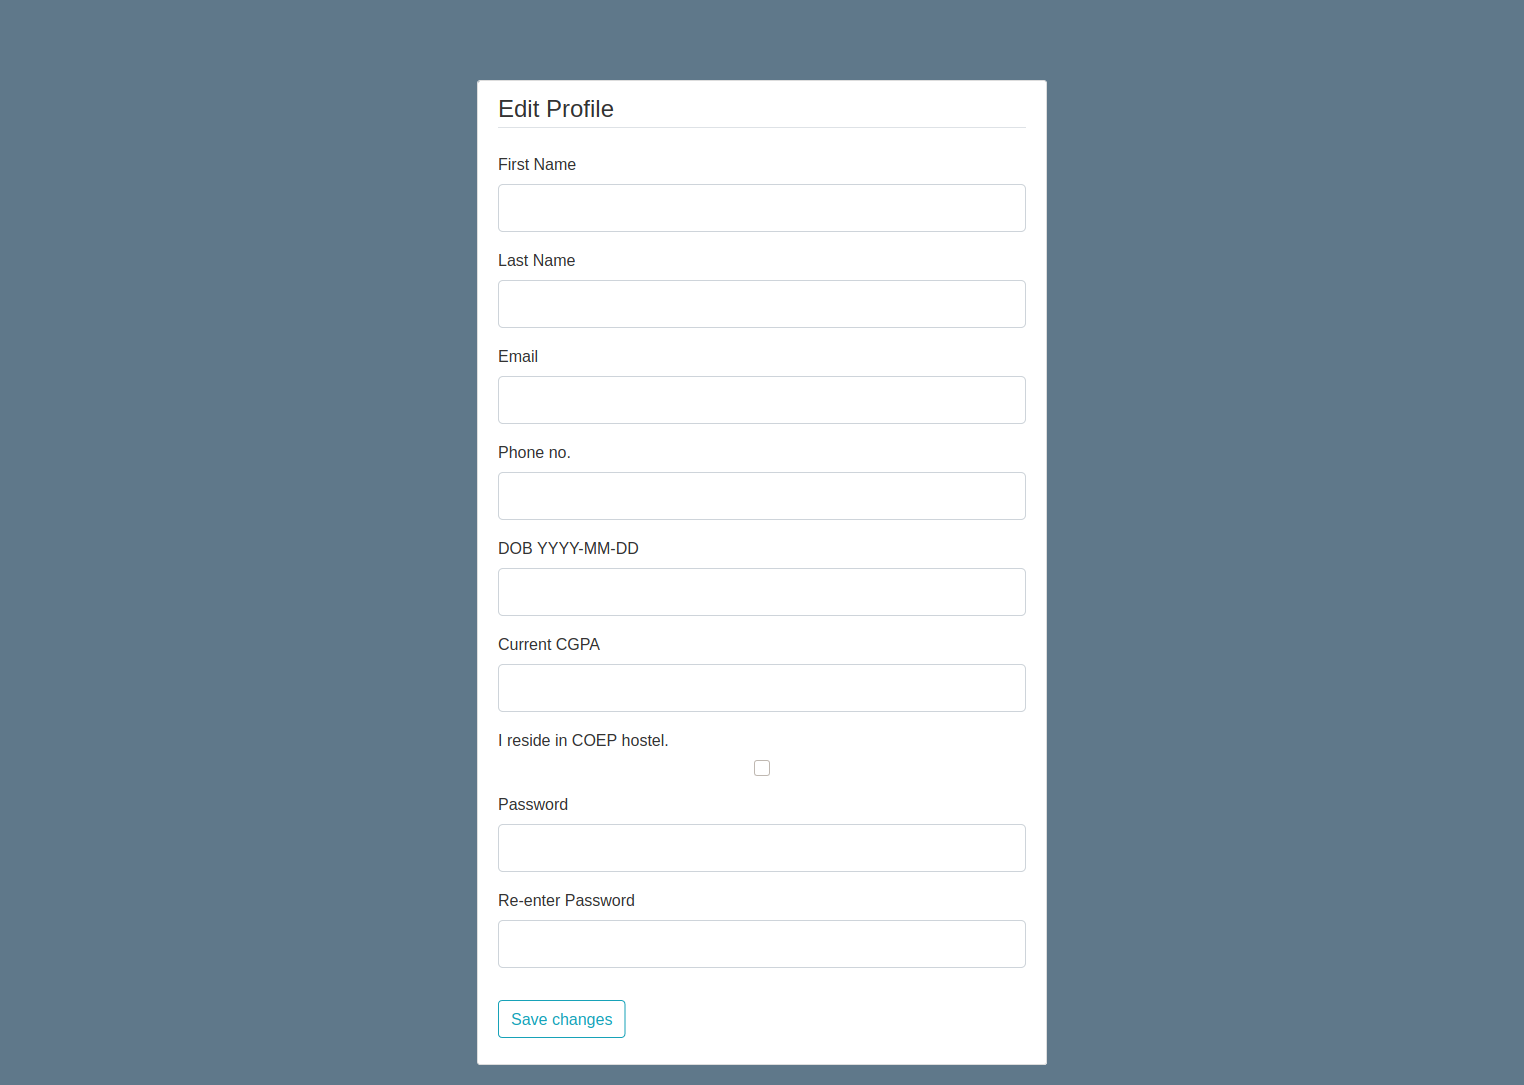 Edit Profile
First Name
Last Name
Email
Phone no.
DOB YYYY-MM-DD
Current CGPA
I reside in COEP hostel.
Password
Re-enter Password
Save changes